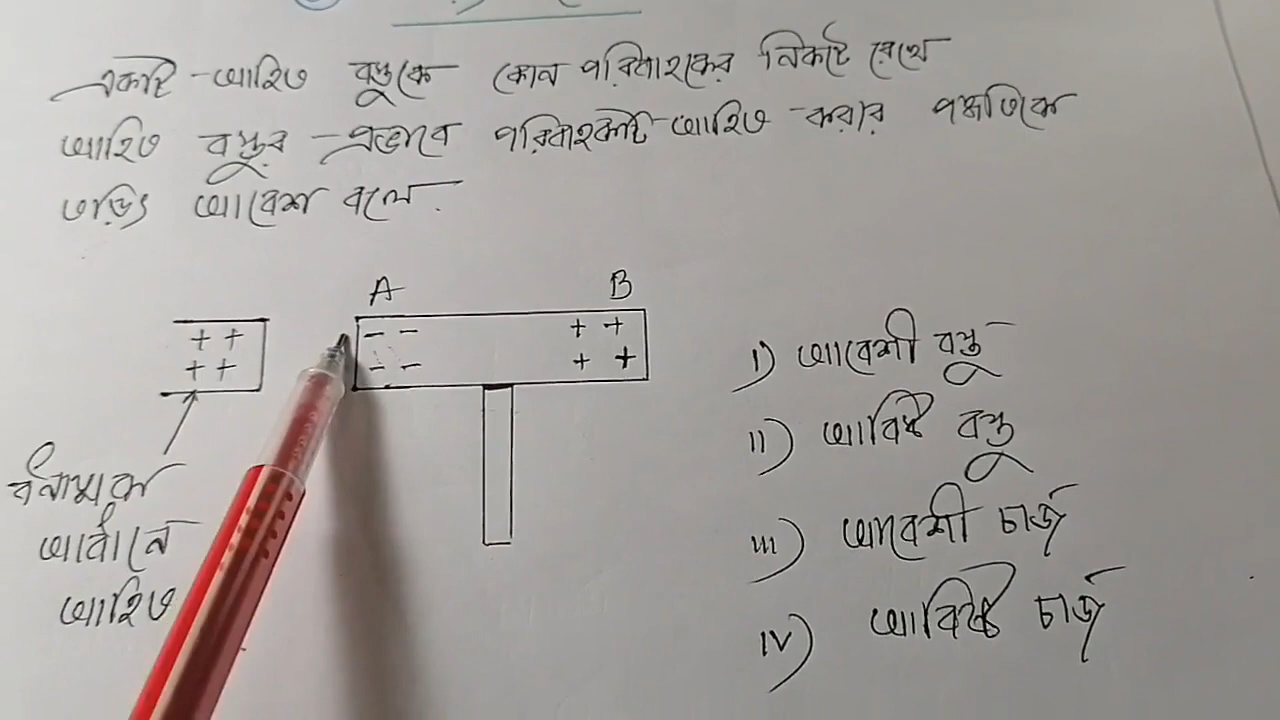 একটি আহিত বস্তুকে কোন পরিবাহকের নিকটে রেখে
আহিত বস্তুর প্রভাবে পরিবাহকটি আহিত করার পদ্ধতিকে
তড়িৎ আবেশ বলে.
A B
+ + - - + +
+ + - - + +
ধনাত্মক
আধানে
আহিত
I) আবেশী বস্তু
II) আবিষ্ট বস্তু
III) আবেশী চার্জ
IV) আবিষ্ট চার্জ